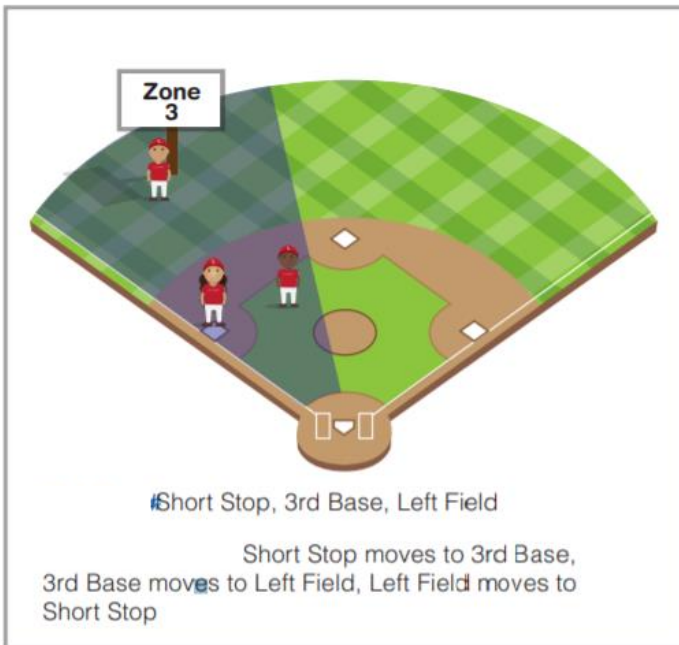 Zone
3
Short Stop, 3rd Base, Left Field
Short Stop moves to 3rd Base,
3rd Base moves to Left Field, Left Field moves to
Short Stop